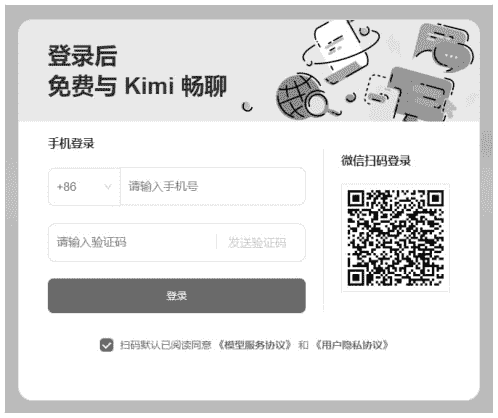 登录后
免费与 Kimi 畅聊
手机登录
+86
请输入手机号
请输入验证码
发送验证码
登录
微信扫码登录
扫码默认已阅读同意《模型服务协议》和《用户隐私协议》